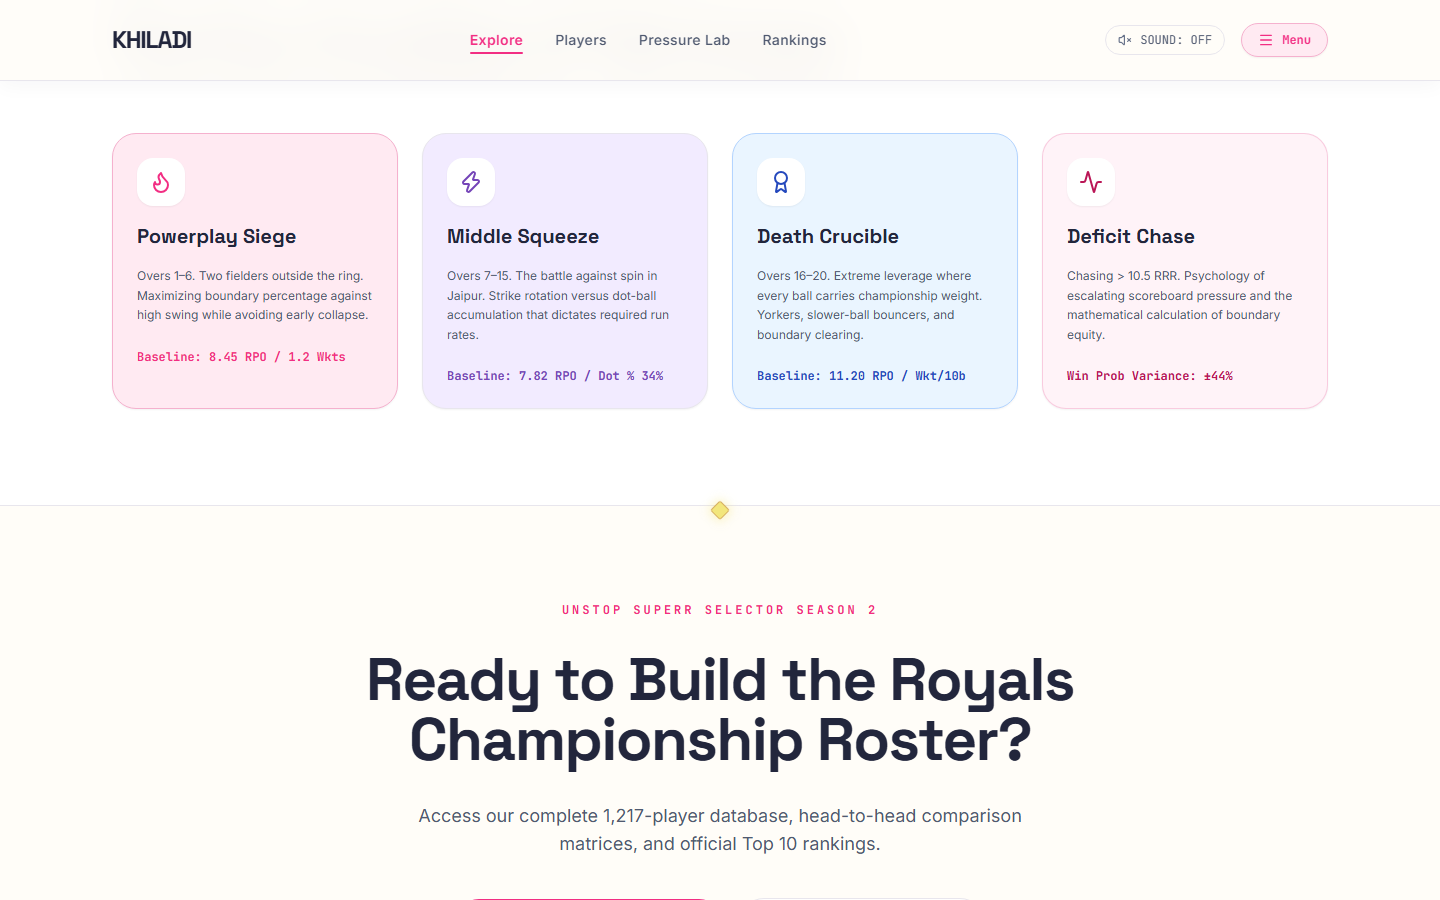 KHILADI
Explore
Players
Pressure Lab
Rankings
SOUND: OFF
Menu
Powerplay Siege
Overs 1–6. Two fielders outside the ring.
Maximizing boundary percentage against
high swing while avoiding early collapse.
Baseline: 8.45 RPO / 1.2 Wkts
Middle Squeeze
Overs 7–15. The battle against spin in
Jaipur. Strike rotation versus dot-ball
accumulation that dictates required run
rates.
Baseline: 7.82 RPO / Dot % 34%
Death Crucible
Overs 16–20. Extreme leverage where
every ball carries championship weight.
Yorkers, slower-ball bouncers, and
boundary clearing.
Baseline: 11.20 RPO / Wkt/10b
Deficit Chase
Chasing > 10.5 RRR. Psychology of
escalating scoreboard pressure and the
mathematical calculation of boundary
equity.
Win Prob Variance: ±44%
UNSTOP SUPERR SELECTOR SEASON 2
Ready to Build the Royals
Championship Roster?
Access our complete 1,217-player database, head-to-head comparison
matrices, and official Top 10 rankings.